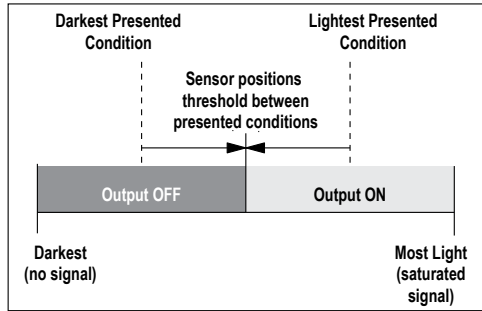 Darkest Presented
Condition
Lightest Presented
Condition
Sensor positions
threshold between
presented conditions
Output OFF
Output ON
Darkest
(no signal)
Most Light
(saturated
signal)